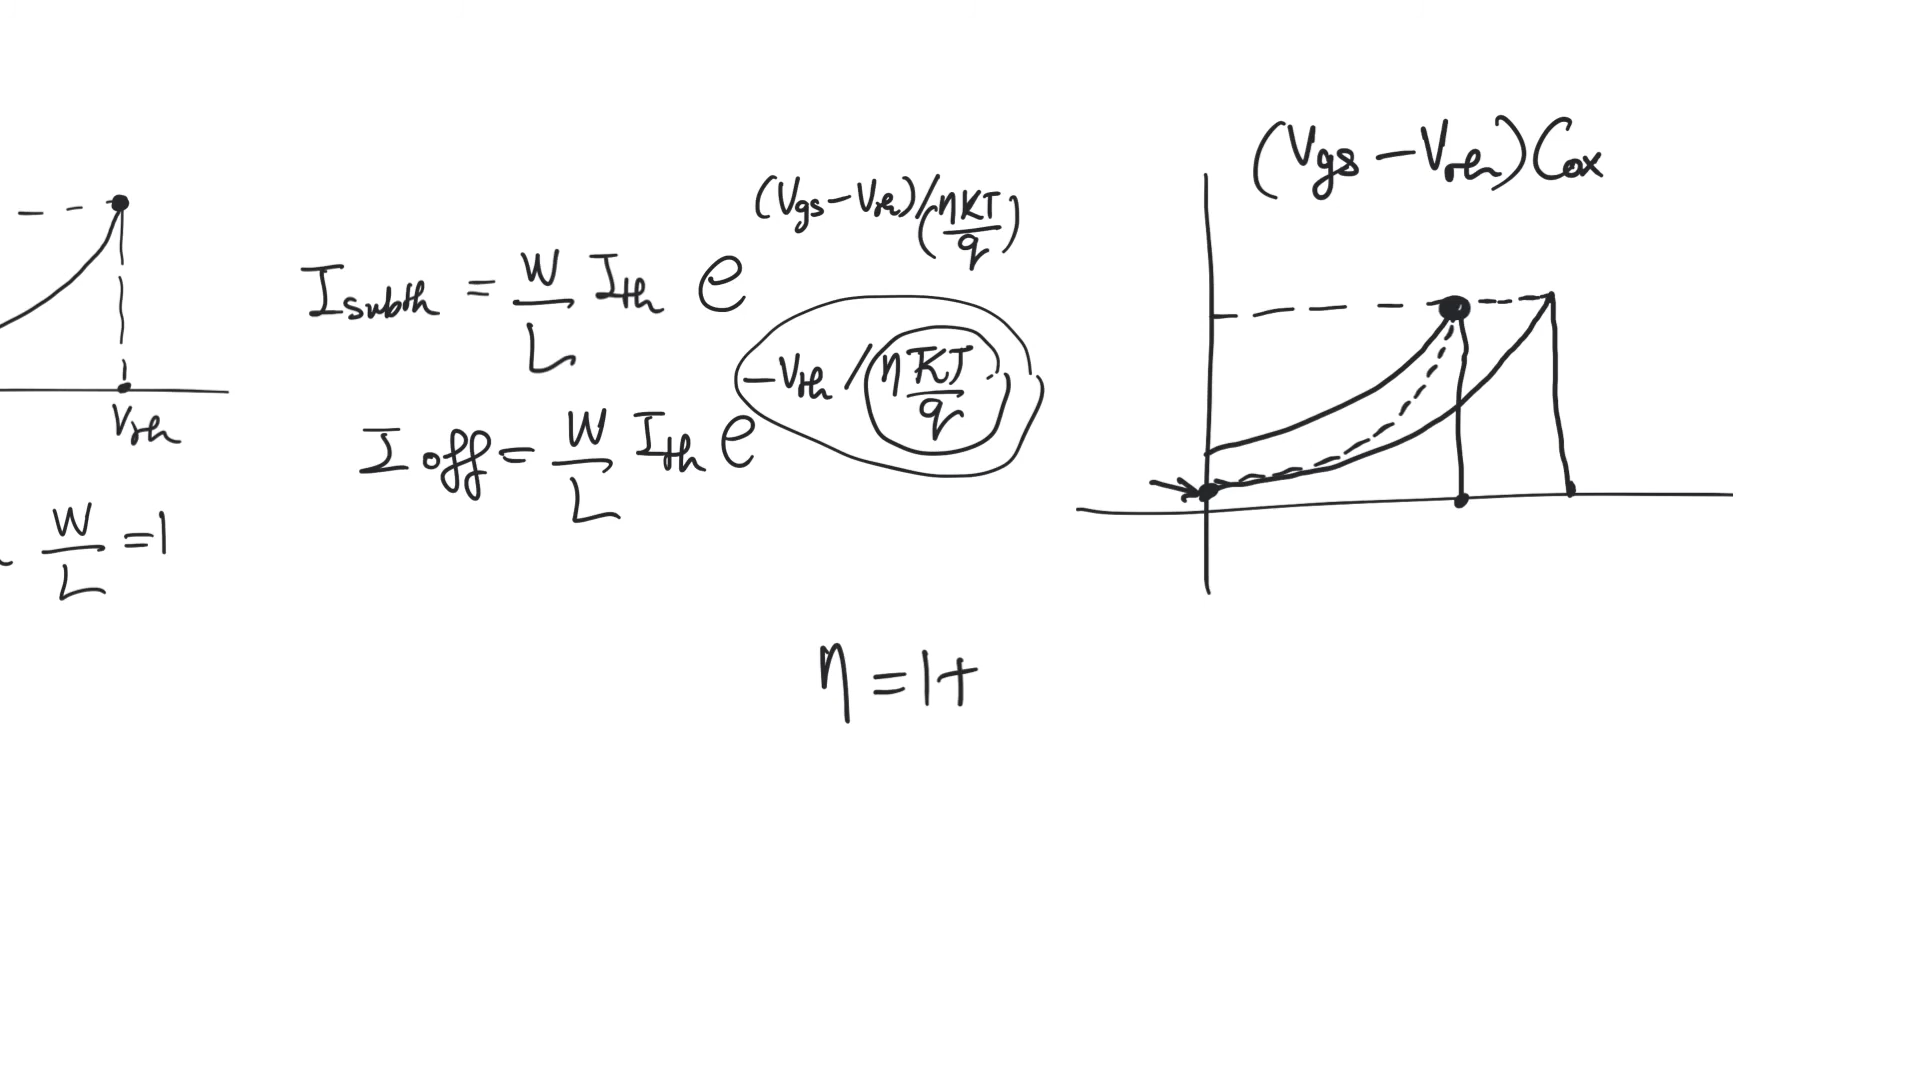 (Vgs - Vth) Cox
Isubth = W/L Ith e^((Vgs - Vth)/(ηKT/q))
Vth
Ioff = W/L Ith e^(-Vth/(ηKT/q))
W/L = 1
η = 1+